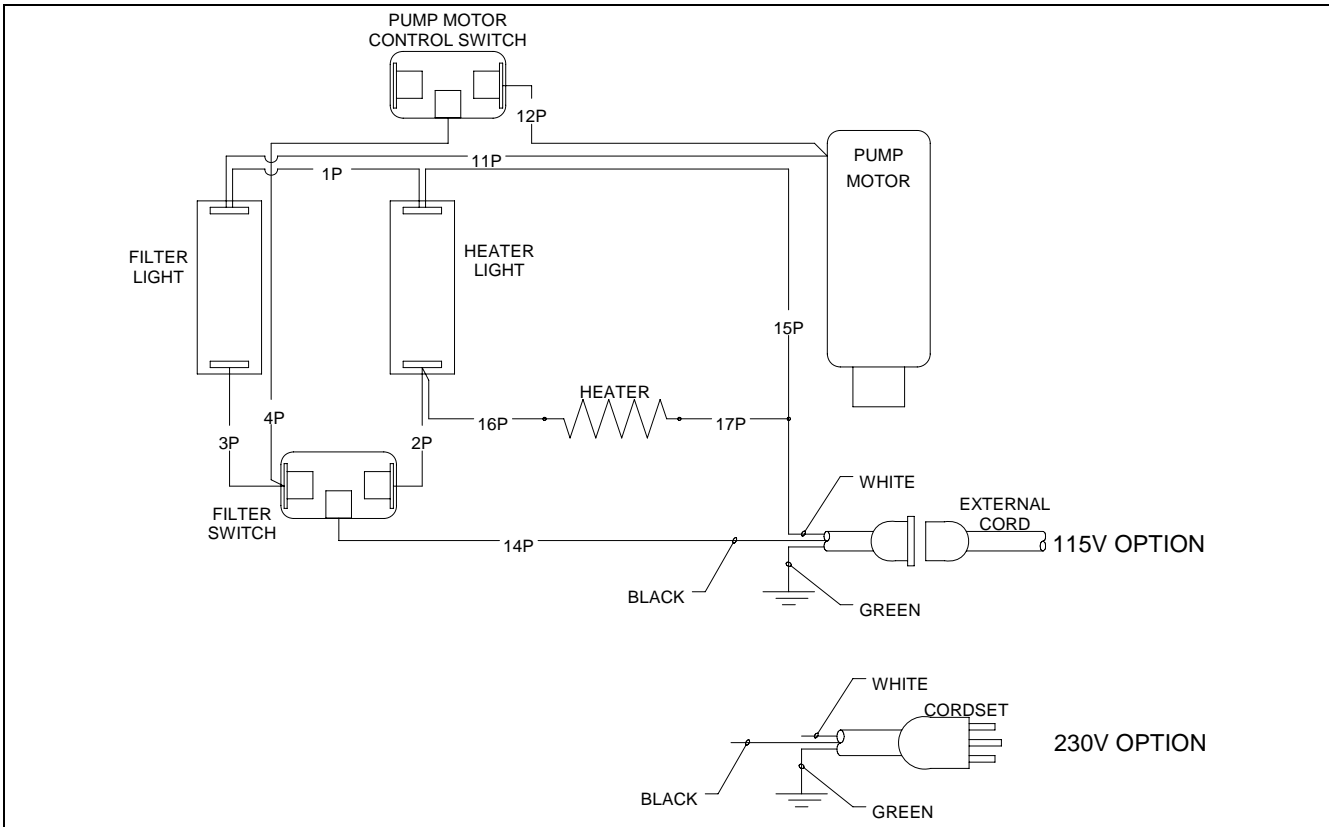 PUMP MOTOR
CONTROL SWITCH
12P
11P
1P
PUMP
MOTOR
FILTER
LIGHT
HEATER
LIGHT
15P
HEATER
4P
16P
17P
3P
2P
WHITE
FILTER
SWITCH
EXTERNAL
CORD
14P
115V OPTION
BLACK
GREEN
WHITE
CORDSET
230V OPTION
BLACK
GREEN